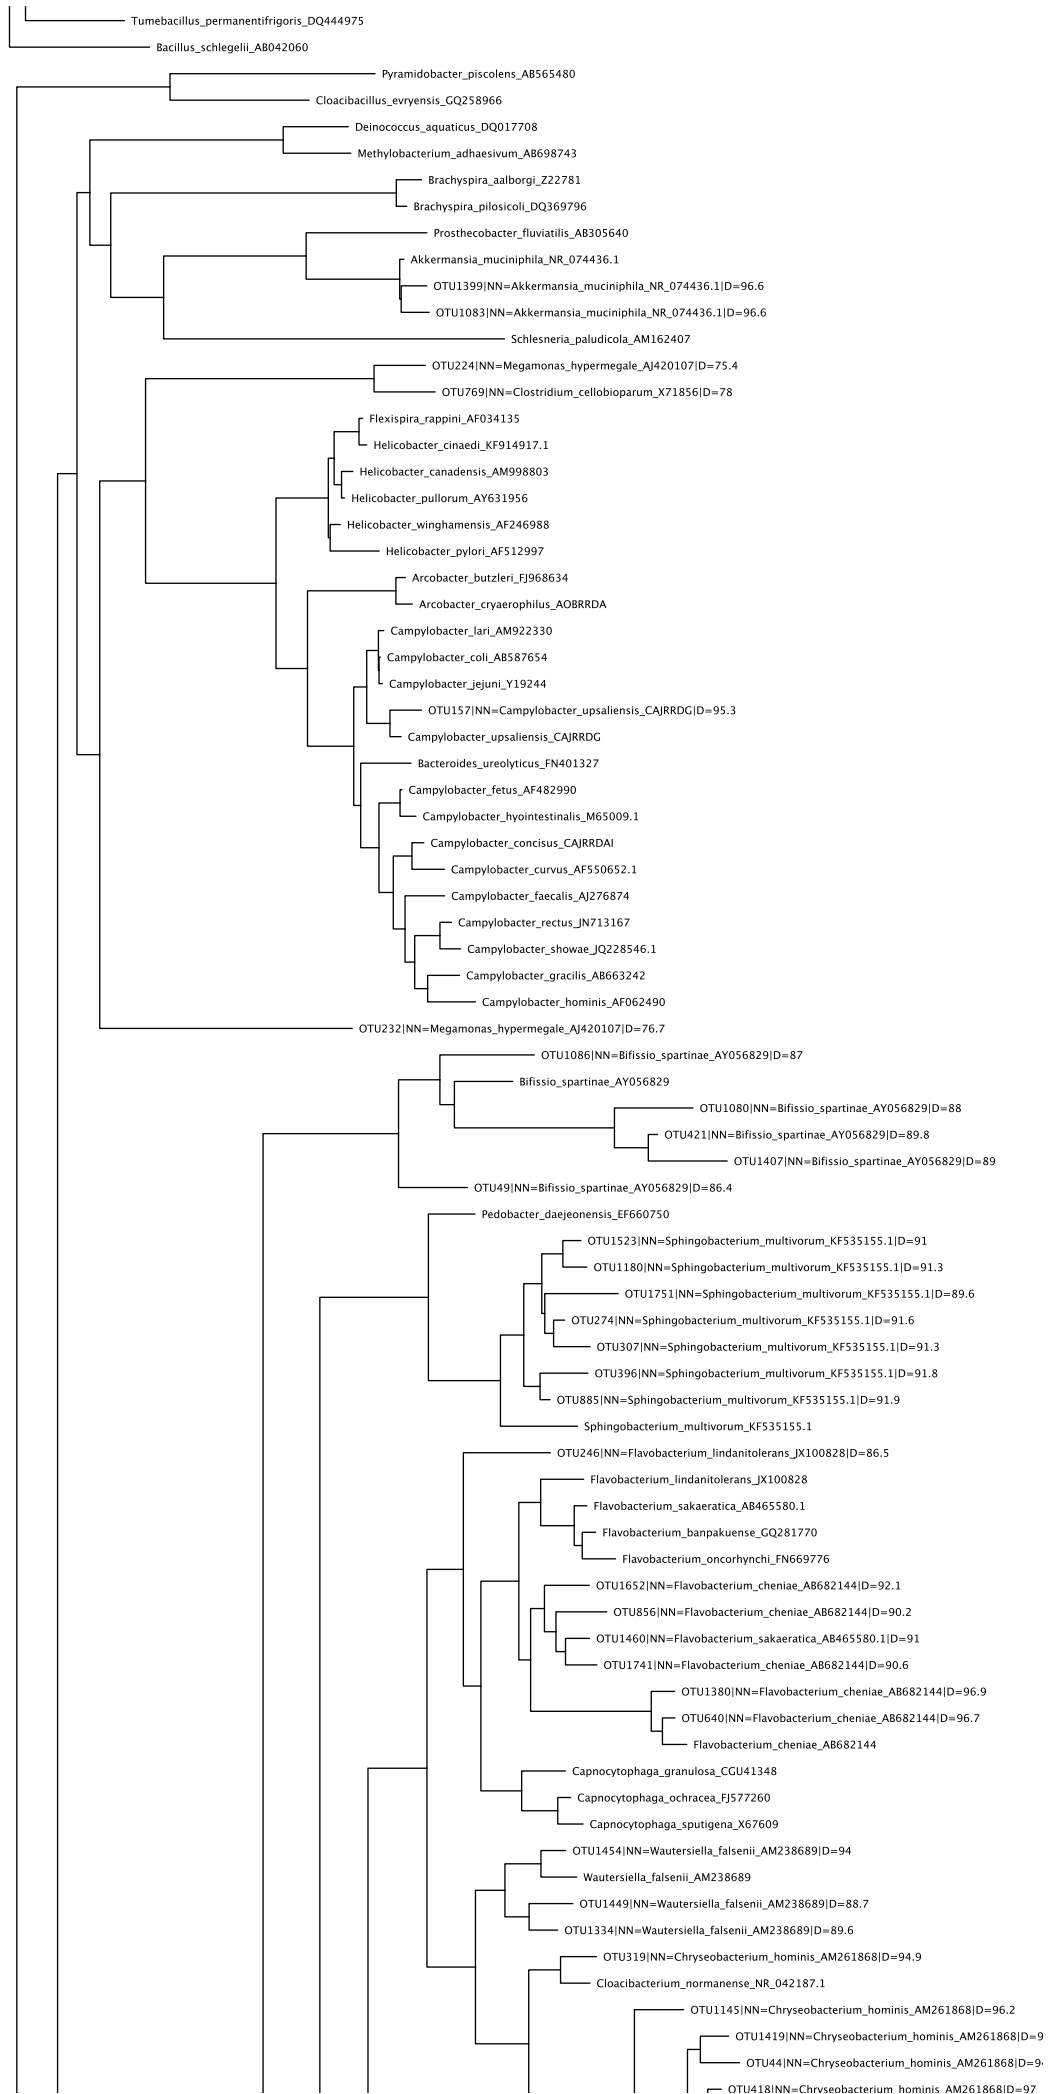 Tumebacillus_permanentifrigoris_DQ444975
Bacillus_schlegelii_AB042060
Pyramidobacter_piscolens_AB565480
Cloacibacillus_evryensis_GQ258966
Deinococcus_aquaticus_DQ017708
Methylobacterium_adhaesivum_AB698743
Brachyspira_aalborgi_Z22781
Brachyspira_pilosicoli_DQ369796
Prosthecobacter_fluviatilis_AB305640
Akkermansia_muciniphila_NR_074436.1
OTU1399|NN=Akkermansia_muciniphila_NR_074436.1|D=96.6
OTU1083|NN=Akkermansia_muciniphila_NR_074436.1|D=96.6
Schlesneria_paludicola_AM162407
OTU224|NN=Megamonas_hypermegale_AJ420107|D=75.4
OTU769|NN=Clostridium_cellobioparum_X71856|D=78
Flexispira_rappini_AF034135
Helicobacter_cinaedi_KF914917.1
Helicobacter_canadensis_AM998803
Helicobacter_pullorum_AY631956
Helicobacter_winghamensis_AF246988
Helicobacter_pylori_AF512997
Arcobacter_butzleri_FJ968634
Arcobacter_cryaerophilus_AOBRRDA
Campylobacter_lari_AM922330
Campylobacter_coli_AB587654
Campylobacter_jejuni_Y19244
OTU157|NN=Campylobacter_upsaliensis_CAJRRDG|D=95.3
Campylobacter_upsaliensis_CAJRRDG
Bacteroides_ureolyticus_FN401327
Campylobacter_fetus_AF482990
Campylobacter_hyointestinalis_M65009.1
Campylobacter_concisus_CAJRRDAI
Campylobacter_curvus_AF550652.1
Campylobacter_faecalis_AJ276874
Campylobacter_rectus_JN713167
Campylobacter_showae_JQ228546.1
Campylobacter_gracilis_AB663242
Campylobacter_hominis_AF062490
OTU232|NN=Megamonas_hypermegale_AJ420107|D=76.7
OTU1086|NN=Bifissio_spartinae_AY056829|D=87
Bifissio_spartinae_AY056829
OTU1080|NN=Bifissio_spartinae_AY056829|D=88
OTU421|NN=Bifissio_spartinae_AY056829|D=89.8
OTU1407|NN=Bifissio_spartinae_AY056829|D=89
OTU49|NN=Bifissio_spartinae_AY056829|D=86.4
Pedobacter_daejeonensis_EF660750
OTU1523|NN=Sphingobacterium_multivorum_KF535155.1|D=91
OTU1180|NN=Sphingobacterium_multivorum_KF535155.1|D=91.3
OTU1751|NN=Sphingobacterium_multivorum_KF535155.1|D=89.6
OTU274|NN=Sphingobacterium_multivorum_KF535155.1|D=91.6
OTU307|NN=Sphingobacterium_multivorum_KF535155.1|D=91.3
OTU396|NN=Sphingobacterium_multivorum_KF535155.1|D=91.8
OTU885|NN=Sphingobacterium_multivorum_KF535155.1|D=91.9
Sphingobacterium_multivorum_KF535155.1
OTU246|NN=Flavobacterium_lindanitolerans_JX100828|D=86.5
Flavobacterium_lindanitolerans_JX100828
Flavobacterium_sakaeratica_AB465580.1
Flavobacterium_banpakuense_GQ281770
Flavobacterium_oncorhynchi_FN669776
OTU1652|NN=Flavobacterium_cheniae_AB682144|D=92.1
OTU856|NN=Flavobacterium_cheniae_AB682144|D=90.2
OTU1460|NN=Flavobacterium_sakaeratica_AB465580.1|D=91
OTU1741|NN=Flavobacterium_cheniae_AB682144|D=90.6
OTU1380|NN=Flavobacterium_cheniae_AB682144|D=96.9
OTU640|NN=Flavobacterium_cheniae_AB682144|D=96.7
Flavobacterium_cheniae_AB682144
Capnocytophaga_granulosa_CGU41348
Capnocytophaga_ochracea_FJ577260
Capnocytophaga_sputigena_X67609
OTU1454|NN=Wautersiella_falsenii_AM238689|D=94
Wautersiella_falsenii_AM238689
OTU1449|NN=Wautersiella_falsenii_AM238689|D=88.7
OTU1334|NN=Wautersiella_falsenii_AM238689|D=89.6
OTU319|NN=Chryseobacterium_hominis_AM261868|D=94.9
Cloacibacterium_normanense_NR_042187.1
OTU1145|NN=Chryseobacterium_hominis_AM261868|D=96.2
OTU1419|NN=Chryseobacterium_hominis_AM261868|D=9
OTU44|NN=Chryseobacterium_hominis_AM261868|D=9
OTU418|NN=Chryseobacterium_hominis_AM261868|D=97